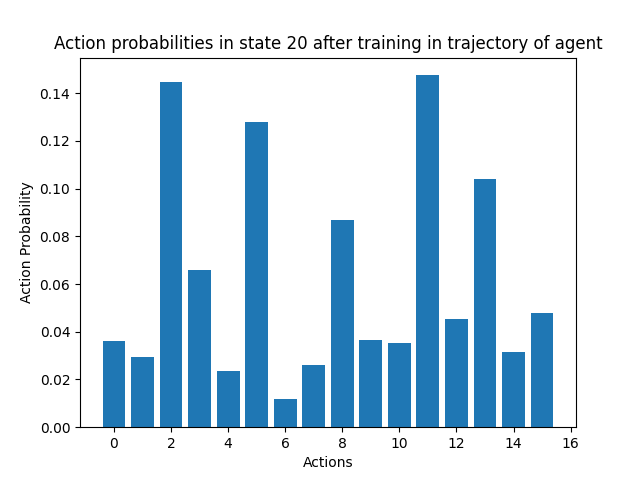 Action probabilities in state 20 after training in trajectory of agent
0.14
0.12
0.10
0.08
0.06
0.04
0.02
0.00
Action Probability
0 2 4 6 8 10 12 14 16
Actions